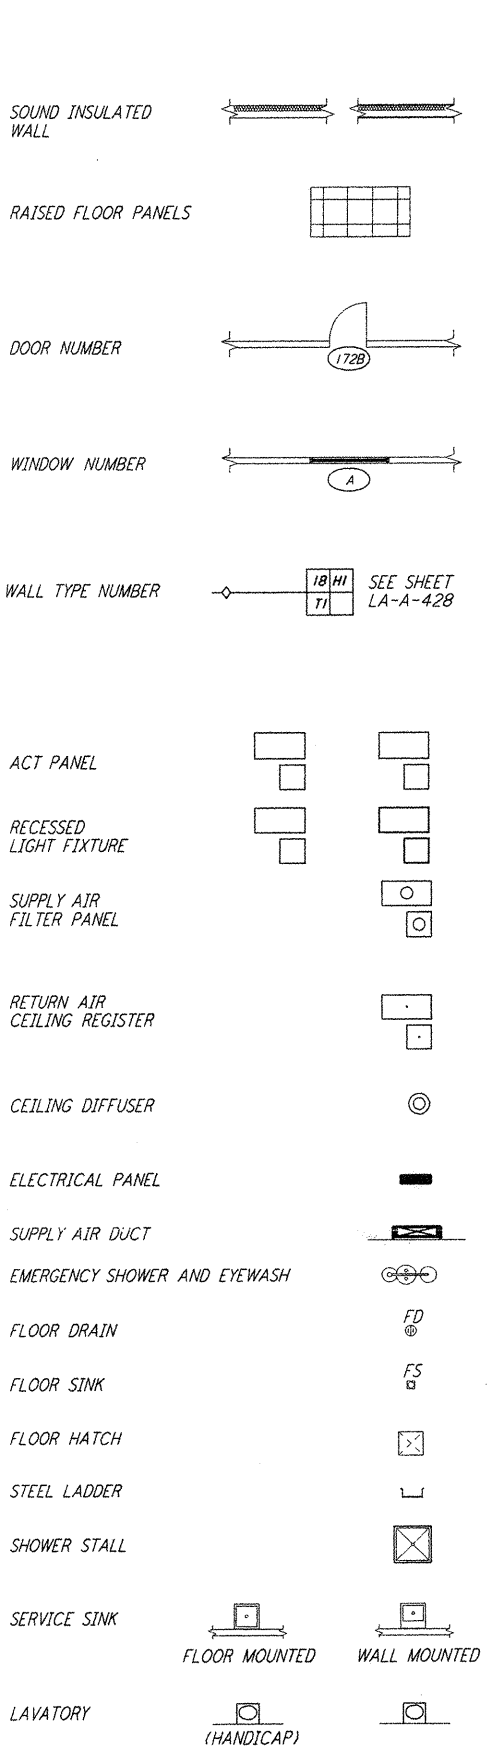 SOUND INSULATED
WALL
RAISED FLOOR PANELS
DOOR NUMBER
172B
WINDOW NUMBER
A
WALL TYPE NUMBER
18 H1
T1
SEE SHEET
LA-A-428
ACT PANEL
RECESSED
LIGHT FIXTURE
SUPPLY AIR
FILTER PANEL
RETURN AIR
CEILING REGISTER
CEILING DIFFUSER
ELECTRICAL PANEL
SUPPLY AIR DUCT
EMERGENCY SHOWER AND EYEWASH
FLOOR DRAIN
FD
FLOOR SINK
FS
FLOOR HATCH
STEEL LADDER
SHOWER STALL
SERVICE SINK
FLOOR MOUNTED
WALL MOUNTED
LAVATORY
(HANDICAP)